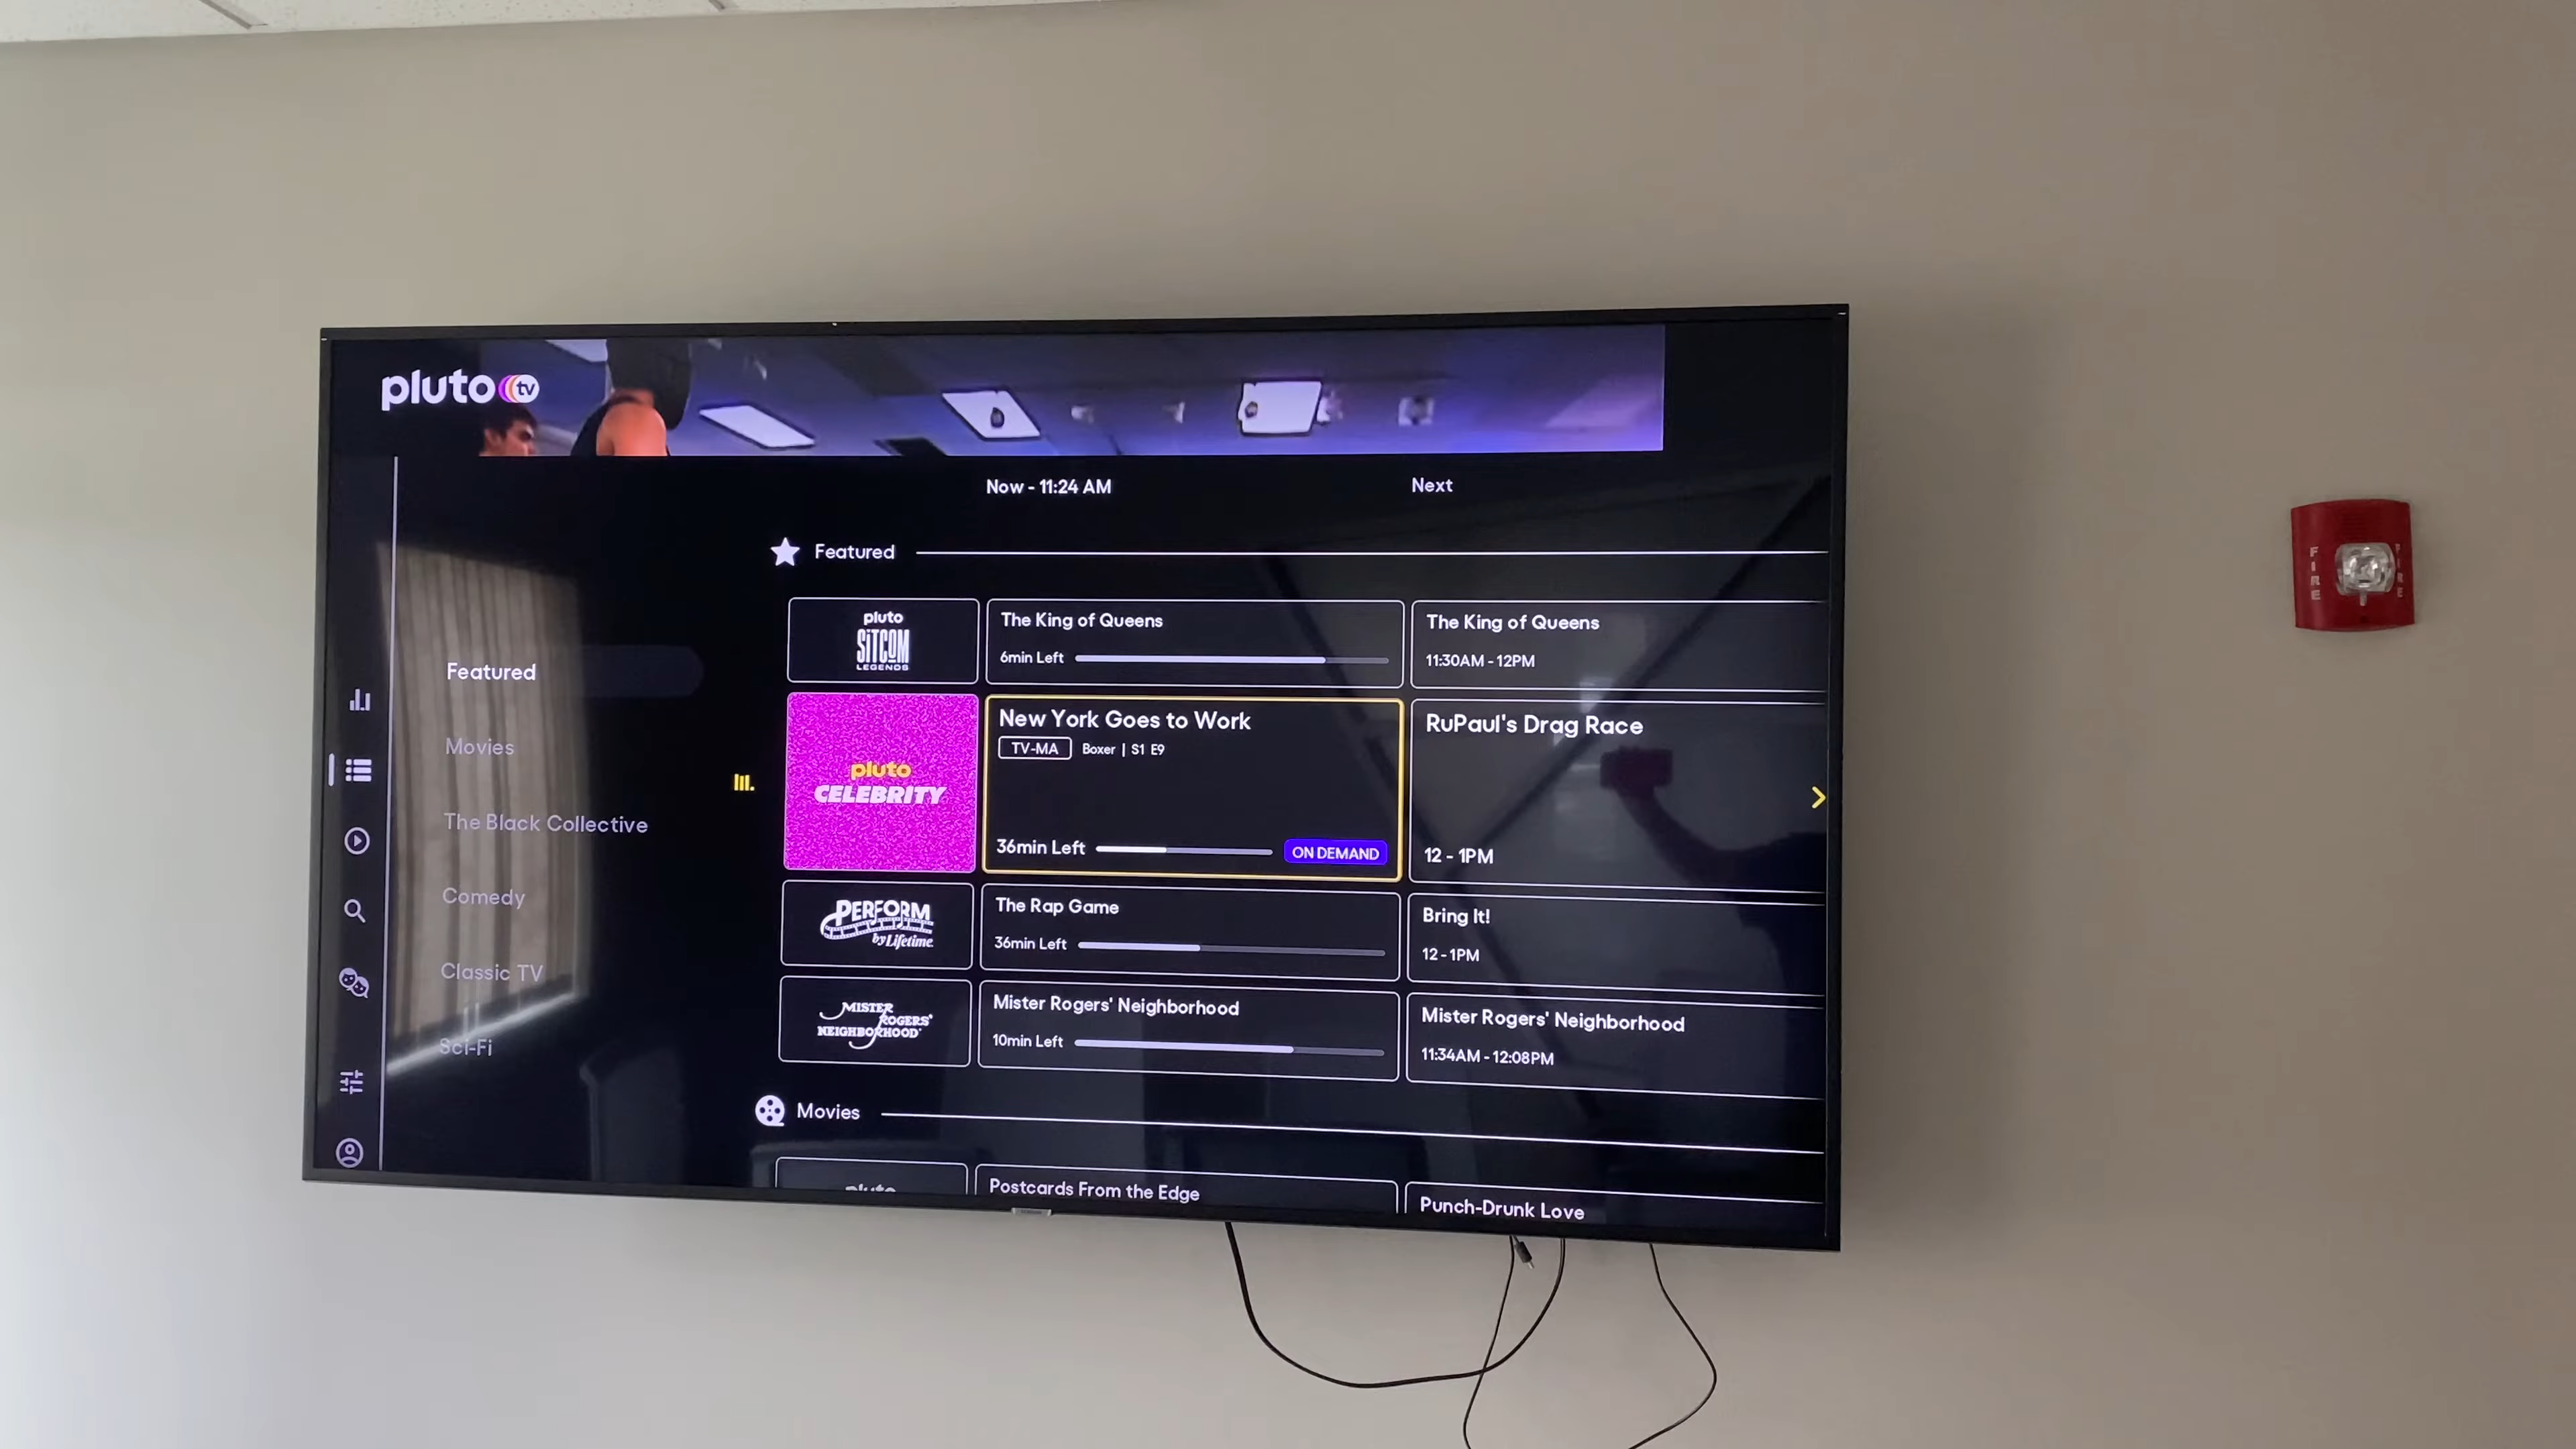 pluto tv
Now - 11:24 AM
Next
Featured
pluto
SITCOM
LEGENDS
The King of Queens
6min Left
The King of Queens
11:30AM - 12PM
Featured
Movies
The Black Collective
Comedy
Classic TV
Sci-Fi
pluto
CELEBRITY
New York Goes to Work
TV-MA Boxer | S1 E9
36min Left
ON DEMAND
RuPaul's Drag Race
12 - 1PM
PERFORM
by Lifetime
The Rap Game
36min Left
Bring It!
12 - 1PM
MISTER
ROGERS'
NEIGHBORHOOD
Mister Rogers' Neighborhood
10min Left
Mister Rogers' Neighborhood
11:34AM - 12:08PM
Movies
pluto
Postcards From the Edge
Punch-Drunk Love
FIRE
FIRE